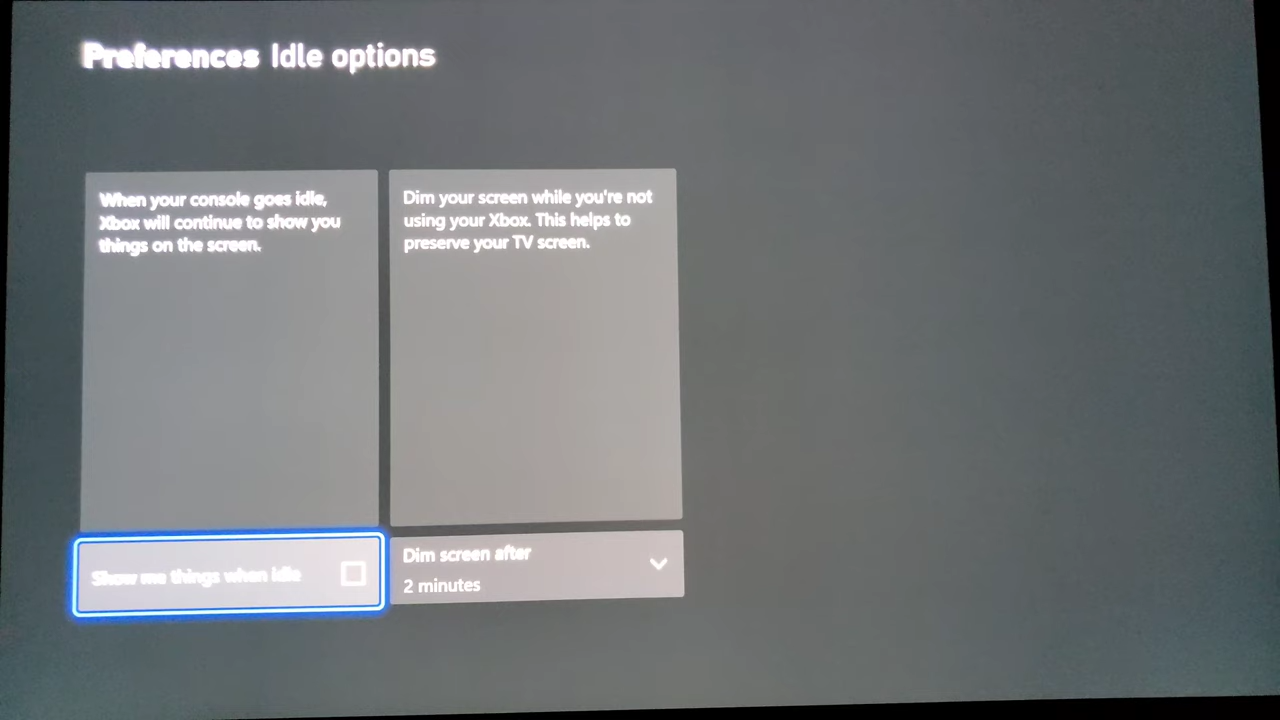 Preferences Idle options
When your console goes idle,
Xbox will continue to show you
things on the screen.
Dim your screen while you're not
using your Xbox. This helps to
preserve your TV screen.
Show me things when idle
Dim screen after
2 minutes